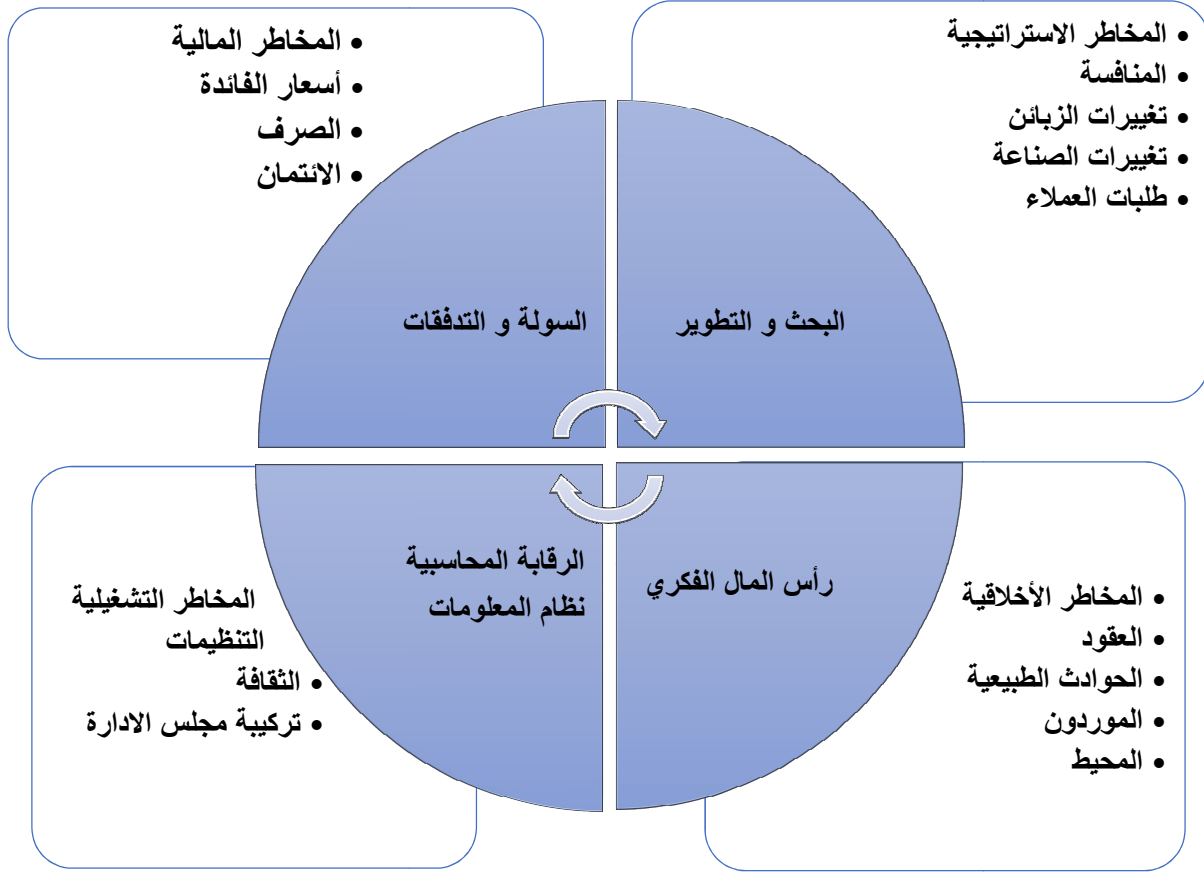 • المخاطر الاستراتيجية
• المنافسة
• تغييرات الزبائن
• تغييرات الصناعة
• طلبات العملاء
• المخاطر المالية
• أسعار الفائدة
• الصرف
• الائتمان
البحث و التطوير
السولة و التدفقات
رأس المال الفكري
الرقابة المحاسبية
نظام المعلومات
• المخاطر الأخلاقية
• العقود
• الحوادث الطبيعية
• الموردون
• المحيط
المخاطر التشغيلية
التنظيمات
• الثقافة
• تركيبة مجلس الادارة